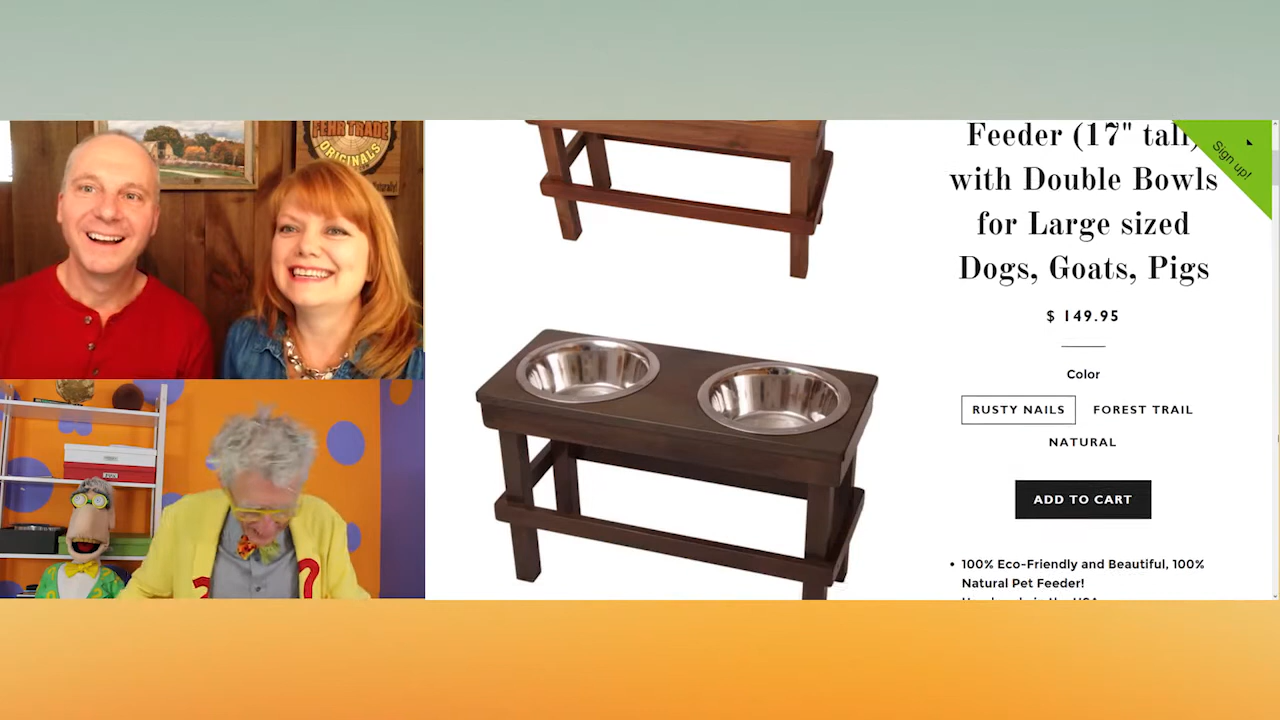 FEHR TRADE
ORIGINALS
Feeder (17" tall)
with Double Bowls
for Large sized
Dogs, Goats, Pigs
Sign up!
$ 149.95
Color
RUSTY NAILS
FOREST TRAIL
NATURAL
ADD TO CART
• 100% Eco-Friendly and Beautiful, 100%
Natural Pet Feeder!